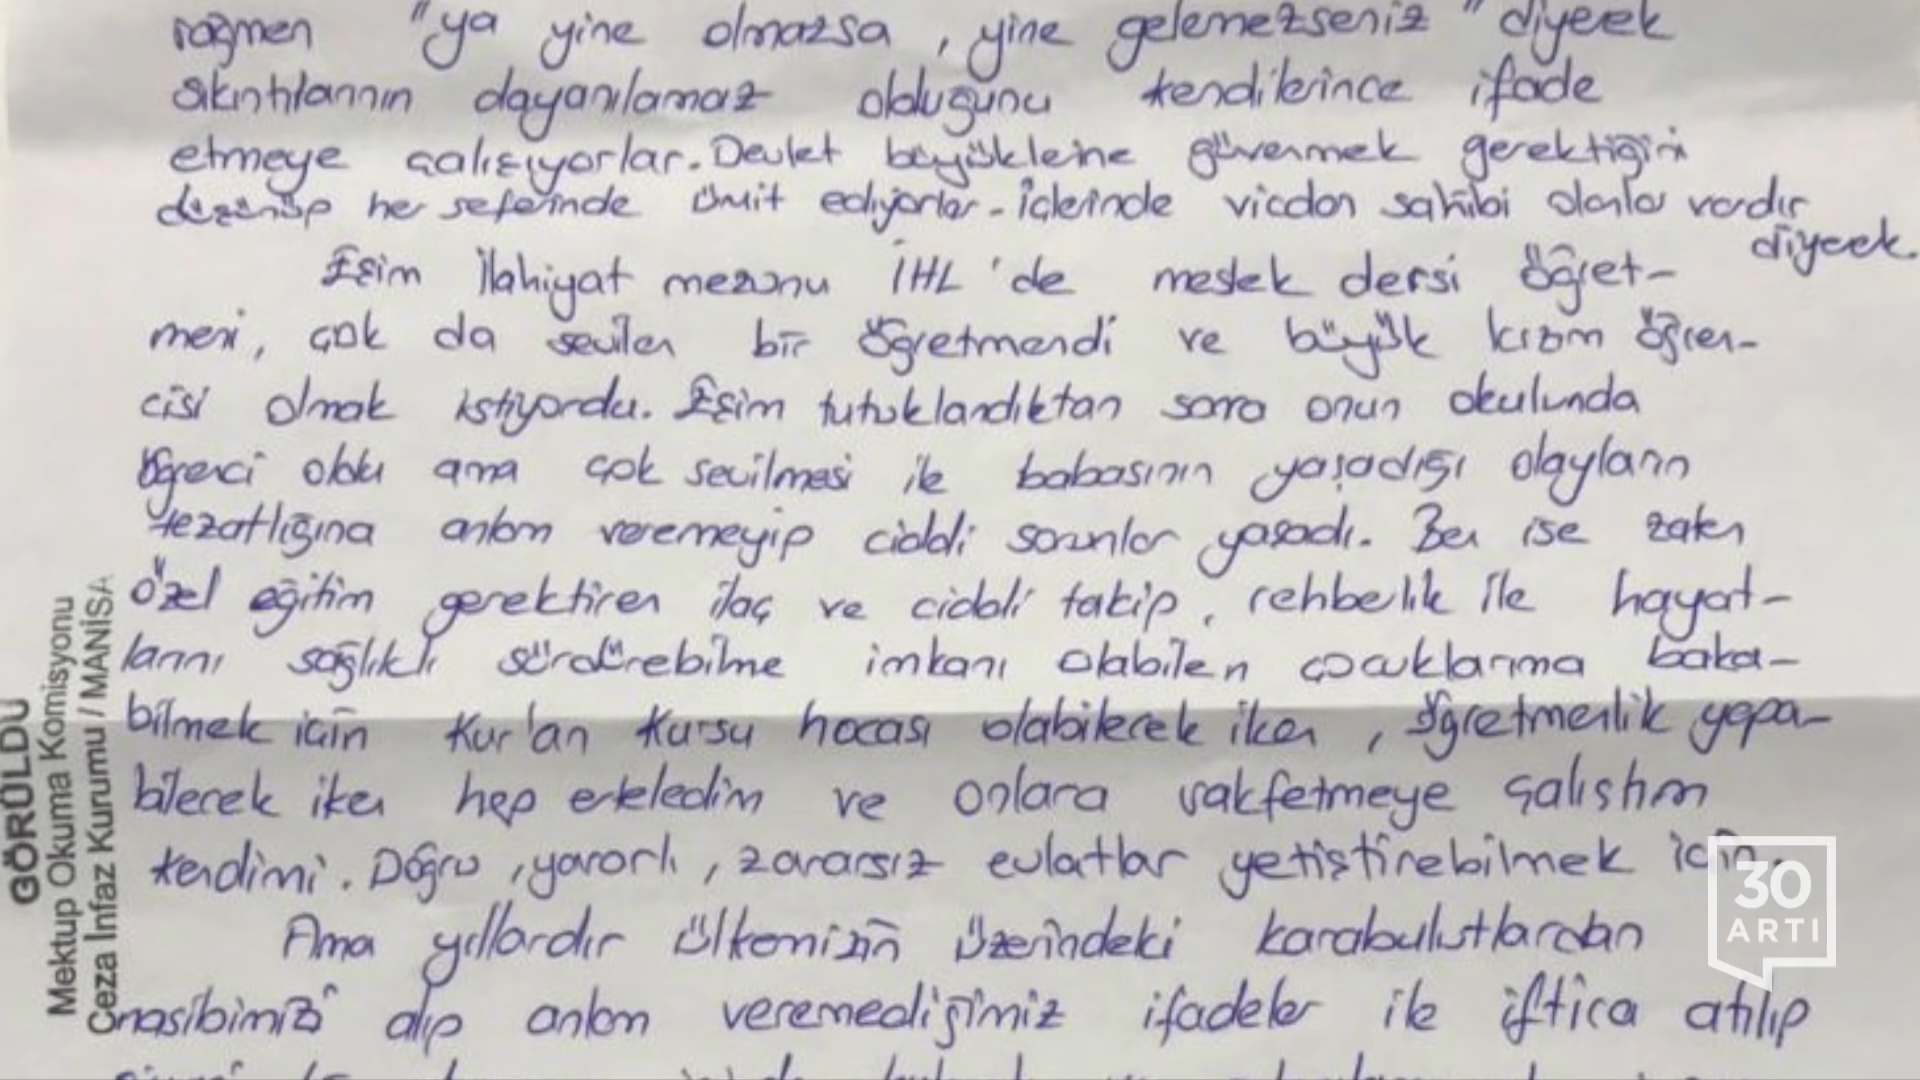 rağmen "ya yine olmazsa, yine gelemezseniz" diyerek
sıkıntılarının dayanılamaz olduğunu kendilerince ifade
etmeye çalışıyorlar. Devlet büyüklerine güvenmek gerektiğini
düşünüp her seferinde ümit ediyorlar. İçlerinde vicdan sahibi olanlar vardır
diyerek.
Eşim İlahiyat mezunu İHL'de meslek dersi öğret-
meni, çok da sevilen bir öğretmendi ve büyük kızım öğren-
cisi olmak istiyordu. Eşim tutuklandıktan sonra onun okulunda
öğrenci oldu ama çok sevilmesi ile babasının yaşadığı olayların
tezatlığına anlam veremeyip ciddi sorunlar yaşadı. Ben ise zaten
özel eğitim gerektiren ilaç ve ciddi takip, rehberlik ile hayat-
larını sağlıklı sürdürebilme imkanı olabilen çocuklarıma baka-
bilmek için Kur'an Kursu hocası olabilecek iken, öğretmenlik yapa-
bilecek iken hep erteledim ve onlara vakfetmeye çalıştım
kendimi. Doğru, yararlı, zararsız evlatlar yetiştirebilmek için.
Ama yıllardır ülkemizin üzerindeki karabulutlardan
nasibimizi alıp anlam veremediğimiz ifadeler ile iftira atılıp
GÖRÜLDÜ
Mektup Okuma Komisyonu
Ceza İnfaz Kurumu / MANİSA
30
ARTI